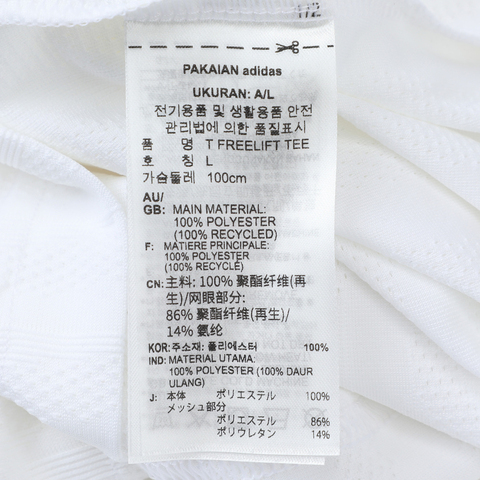 PAKAIAN adidas
UKURAN: A/L
전기용품 및 생활용품 안전
관리법에 의한 품질표시
품 명 T FREELIFT TEE
호 칭 L
가슴둘레 100cm
AU/
GB: MAIN MATERIAL:
100% POLYESTER
(100% RECYCLED)
F: MATIERE PRINCIPALE:
100% POLYESTER
(100% RECYCLÉ)
CN: 主料: 100% 聚酯纤维(再
生)/网眼部分:
86% 聚酯纤维(再生)/
14% 氨纶
KOR: 주소재: 폴리에스터 100%
IND: MATERIAL UTAMA:
100% POLYESTER (100% DAUR
ULANG)
J: 本体 ポリエステル 100%
メッシュ部分
ポリエステル 86%
ポリウレタン 14%